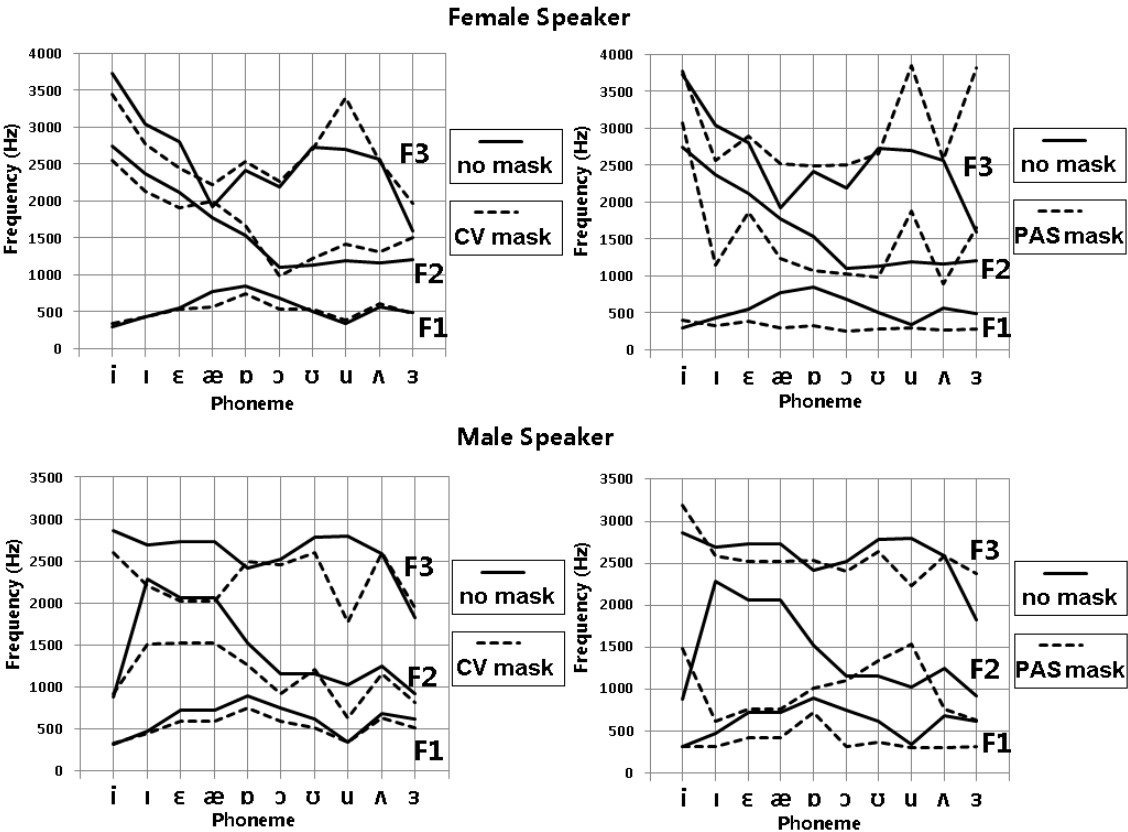 Female Speaker
4000
3500
3000
2500
2000
1500
1000
500
0
Frequency (Hz)
i ɪ ɛ æ ɒ ɔ ʊ u ʌ ɜ
Phoneme
F3
F2
F1
no mask
CV mask
4000
3500
3000
2500
2000
1500
1000
500
0
Frequency (Hz)
i ɪ ɛ æ ɒ ɔ ʊ u ʌ ɜ
Phoneme
F3
F2
F1
no mask
PAS mask
Male Speaker
3500
3000
2500
2000
1500
1000
500
0
Frequency (Hz)
i ɪ ɛ æ ɒ ɔ ʊ u ʌ ɜ
Phoneme
F3
F2
F1
no mask
CV mask
3500
3000
2500
2000
1500
1000
500
0
Frequency (Hz)
i ɪ ɛ æ ɒ ɔ ʊ u ʌ ɜ
Phoneme
F3
F2
F1
no mask
PAS mask